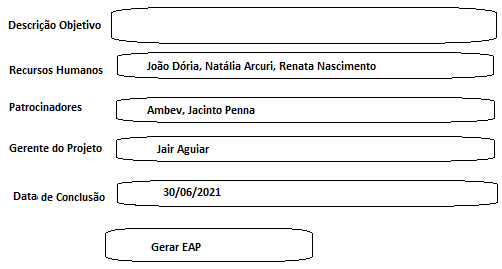 Descrição Objetivo
Recursos Humanos João Dória, Natália Arcuri, Renata Nascimento
Patrocinadores Ambev, Jacinto Penna
Gerente do Projeto Jair Aguiar
Data de Conclusão 30/06/2021
Gerar EAP